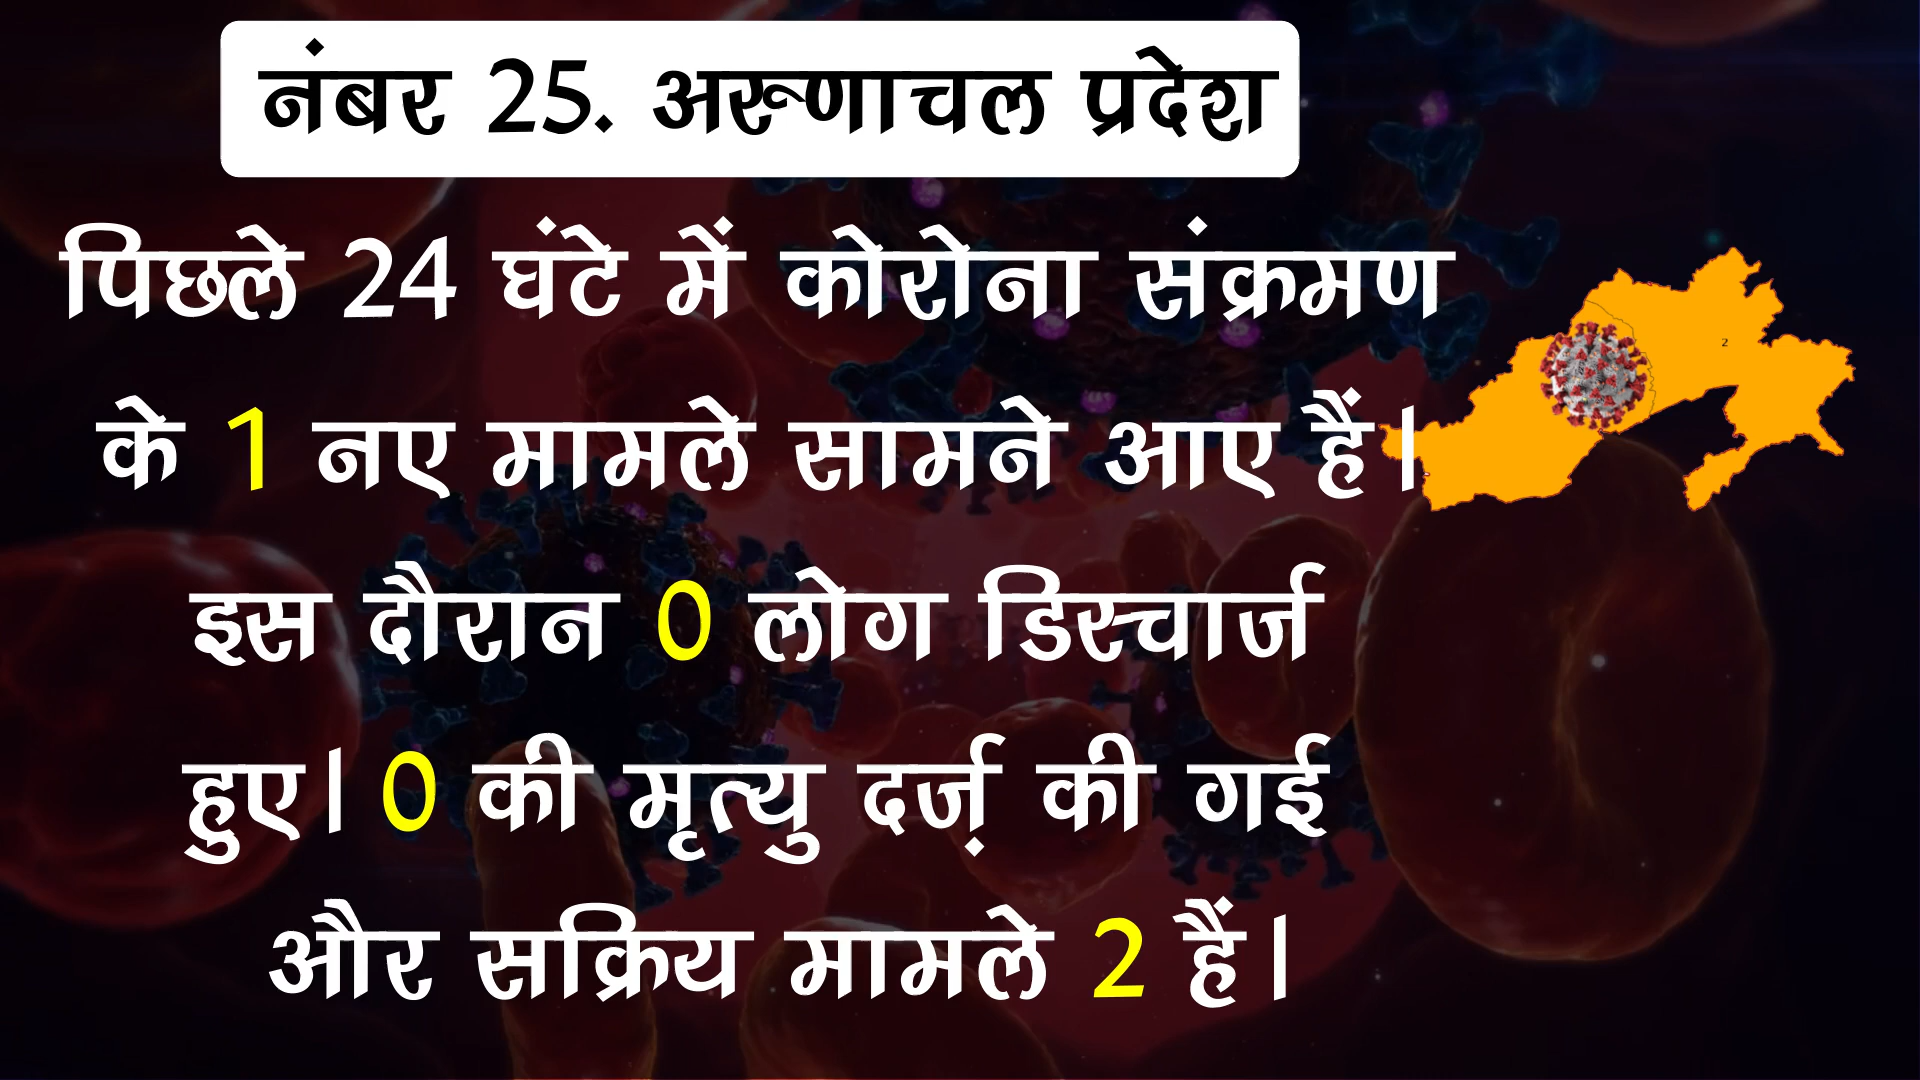 नंबर 25. अरूणाचल प्रदेश
पिछले 24 घंटे में कोरोना संक्रमण
के 1 नए मामले सामने आए हैं।
इस दौरान 0 लोग डिस्चार्ज
हुए। 0 की मृत्यु दर्ज़ की गई
और सक्रिय मामले 2 हैं।
2